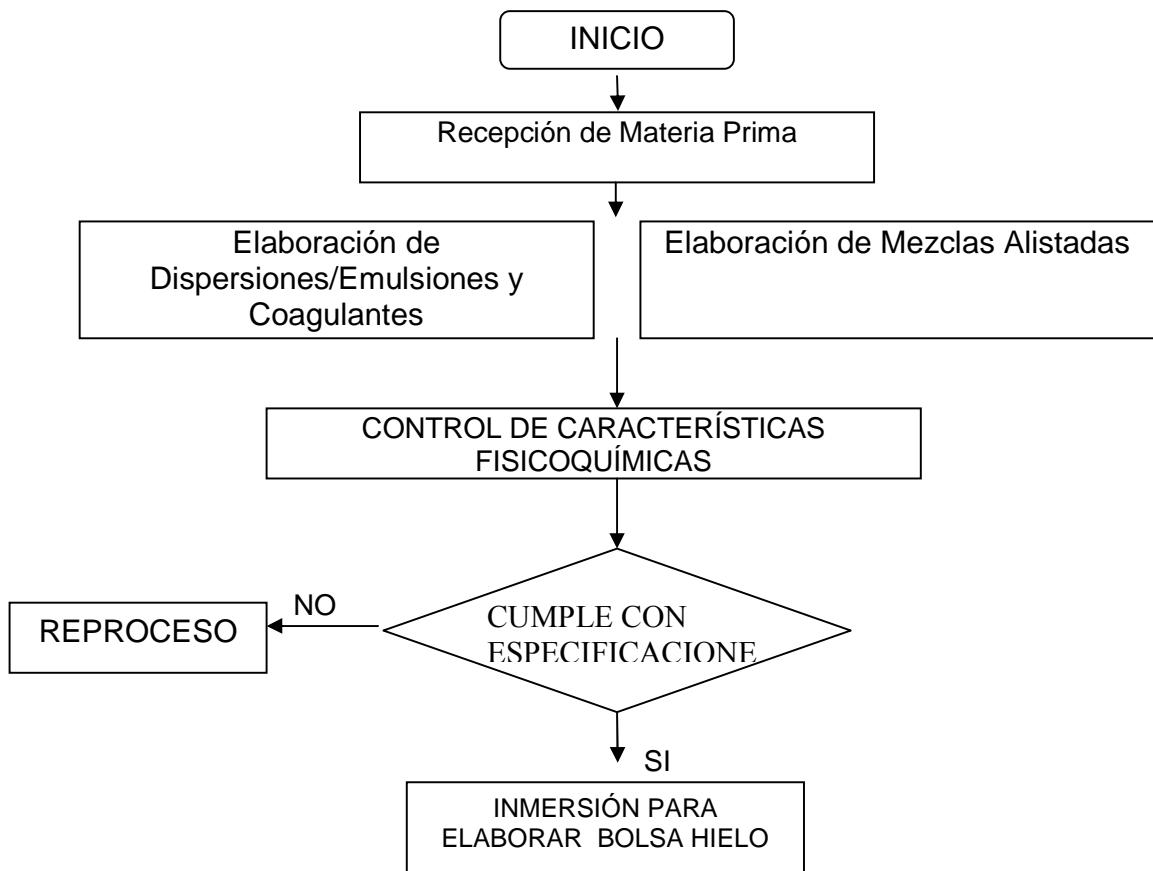 INICIO
Recepción de Materia Prima
Elaboración de
Dispersiones/Emulsiones y
Coagulantes
Elaboración de Mezclas Alistadas
CONTROL DE CARACTERÍSTICAS
FISICOQUÍMICAS
CUMPLE CON
ESPECIFICACIONE
NO
REPROCESO
SI
INMERSIÓN PARA
ELABORAR BOLSA HIELO